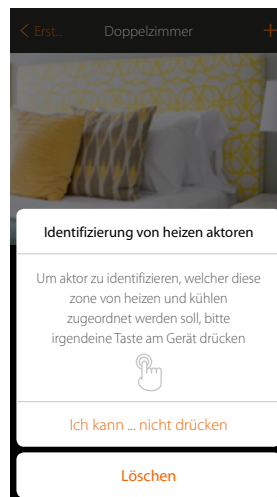 < Erst... Doppelzimmer +
Identifizierung von heizen aktoren
Um aktor zu identifizieren, welcher diese
zone von heizen und kühlen
zugeordnet werden soll, bitte
irgendeine Taste am Gerät drücken
Ich kann ... nicht drücken
Löschen